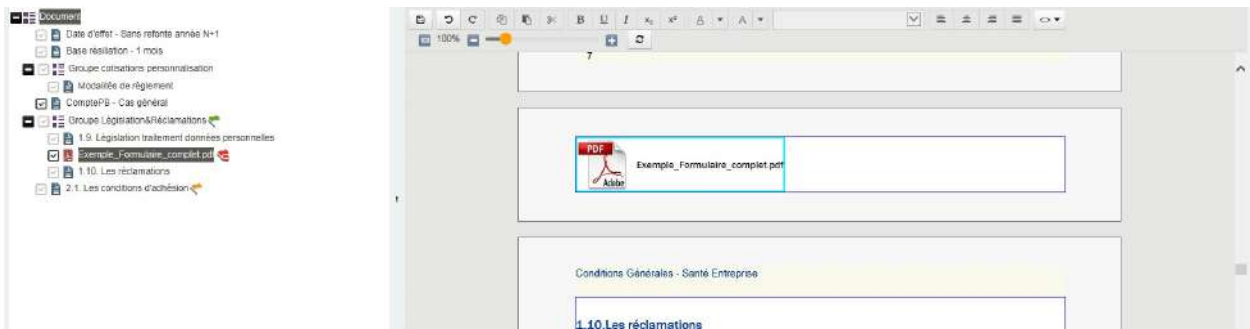 Document
Date d'effet - Sans refonte année N+1
Base résiliation - 1 mois
Groupe cotisations personnalisation
Modalités de règlement
ComptePB - Cas général
Groupe Législation&Réclamations
1.9. Législation traitement données personnelles
Exemple_Formulaire_complet.pdf
1.10. Les réclamations
2.1. Les conditions d'adhésion
B U I x₂ x² A A
100%
7
PDF
Adobe
Exemple_Formulaire_complet.pdf
Conditions Générales - Santé Entreprise
1.10.Les réclamations